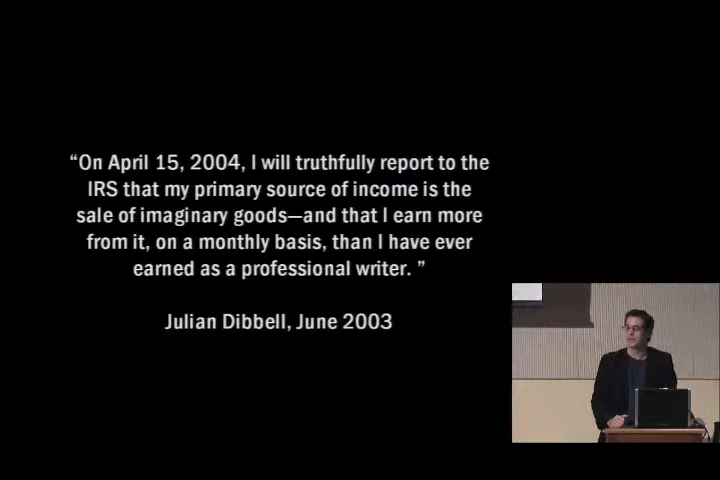 “On April 15, 2004, I will truthfully report to the
IRS that my primary source of income is the
sale of imaginary goods—and that I earn more
from it, on a monthly basis, than I have ever
earned as a professional writer. ”
Julian Dibbell, June 2003